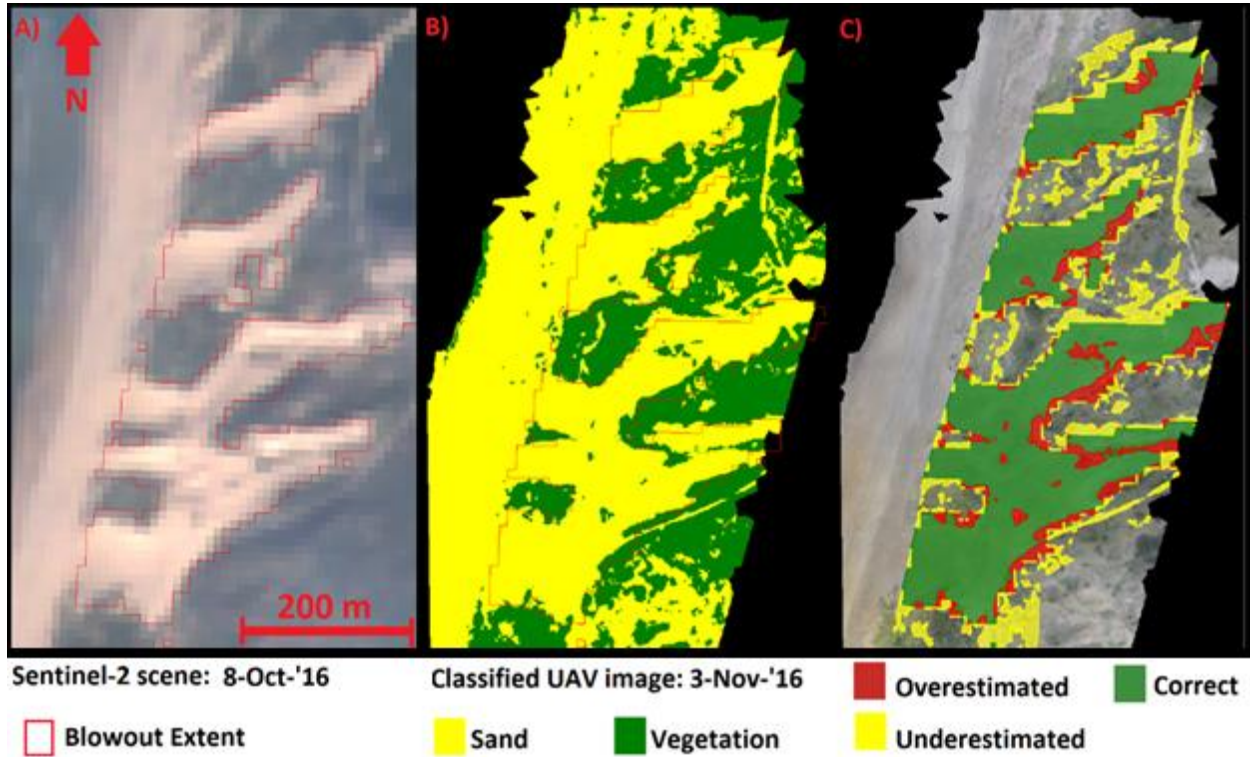 A)
B)
C)
N
200 m
Sentinel-2 scene: 8-Oct-'16
Classified UAV image: 3-Nov-'16
Overestimated
Correct
Blowout Extent
Sand
Vegetation
Underestimated